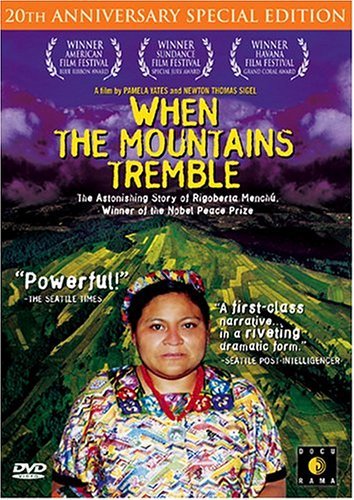 20TH ANNIVERSARY SPECIAL EDITION
WINNER
AMERICAN
FILM FESTIVAL
BLUE RIBBON AWARD
WINNER
SUNDANCE
FILM FESTIVAL
SPECIAL JURY AWARD
WINNER
HAVANA
FILM FESTIVAL
GRAND CORAL AWARD
A film by PAMELA YATES and NEWTON THOMAS SIGEL
WHEN
THE MOUNTAINS
TREMBLE
The Astonishing Story of Rigoberta Menchú,
Winner of the Nobel Peace Prize
"Powerful!"
-THE SEATTLE TIMES
"A first-class
narrative...
in a riveting
dramatic form."
-SEATTLE POST-INTELLIGENCER
DVD
VIDEO
DOCU
RAMA